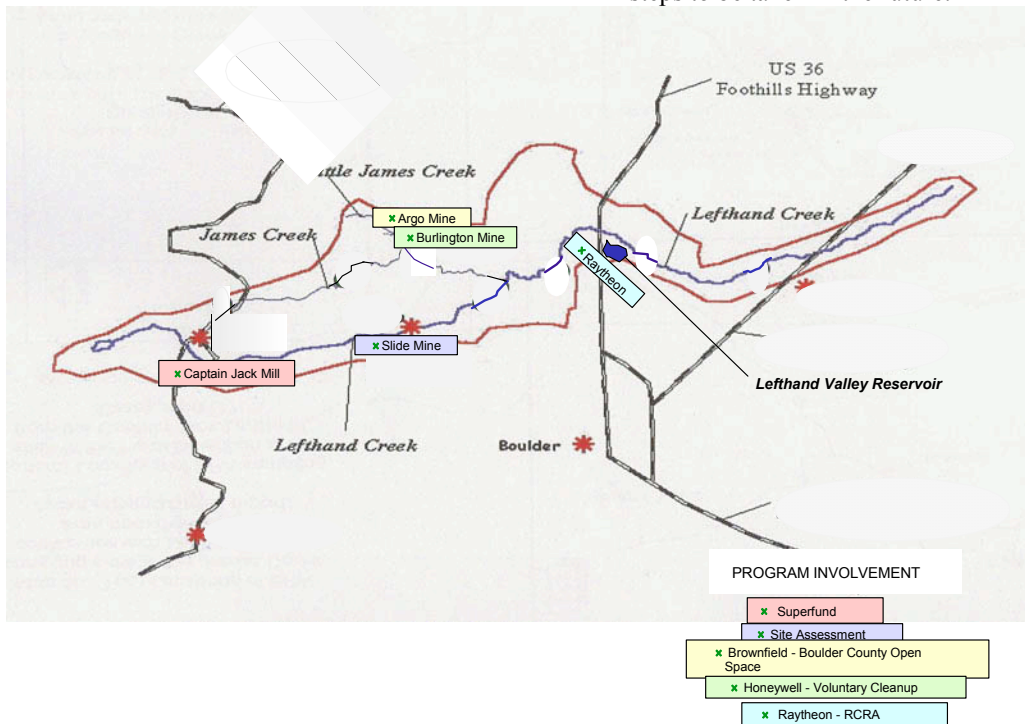 US 36
Foothills Highway
James Creek
Argo Mine
Lefthand Creek
James Creek
Burlington Mine
Raytheon
Slide Mine
Captain Jack Mill
Lefthand Valley Reservoir
Lefthand Creek
Boulder
PROGRAM INVOLVEMENT
Superfund
Site Assessment
Brownfield - Boulder County Open
Space
Honeywell - Voluntary Cleanup
Raytheon - RCRA